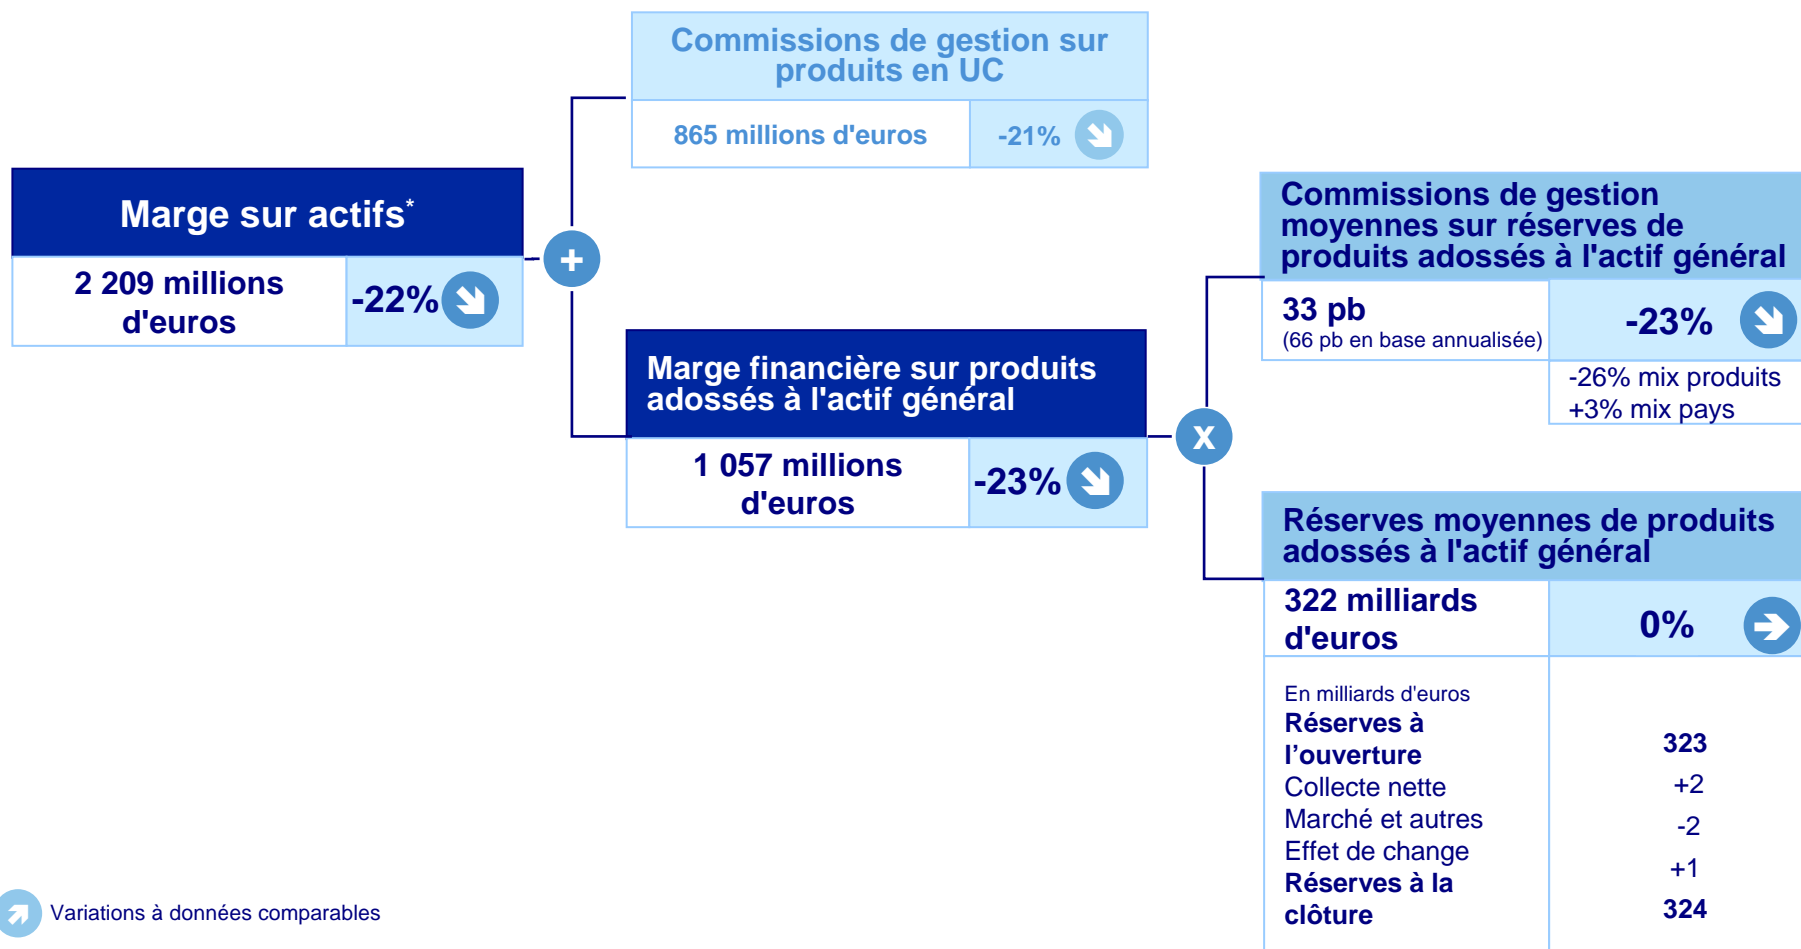 Commissions de gestion sur
produits en UC
865 millions d'euros
-21%
Marge sur actifs*
2 209 millions
d'euros
-22%
+
Marge financière sur produits
adossés à l'actif général
1 057 millions
d'euros
-23%
x
Commissions de gestion
moyennes sur réserves de
produits adossés à l'actif général
33 pb
(66 pb en base annualisée)
-23%
-26% mix produits
+3% mix pays
Réserves moyennes de produits
adossés à l'actif général
322 milliards
d'euros
0%
En milliards d'euros
Réserves à
l’ouverture
323
Collecte nette
+2
Marché et autres
-2
Effet de change
+1
Réserves à la
clôture
324
Variations à données comparables